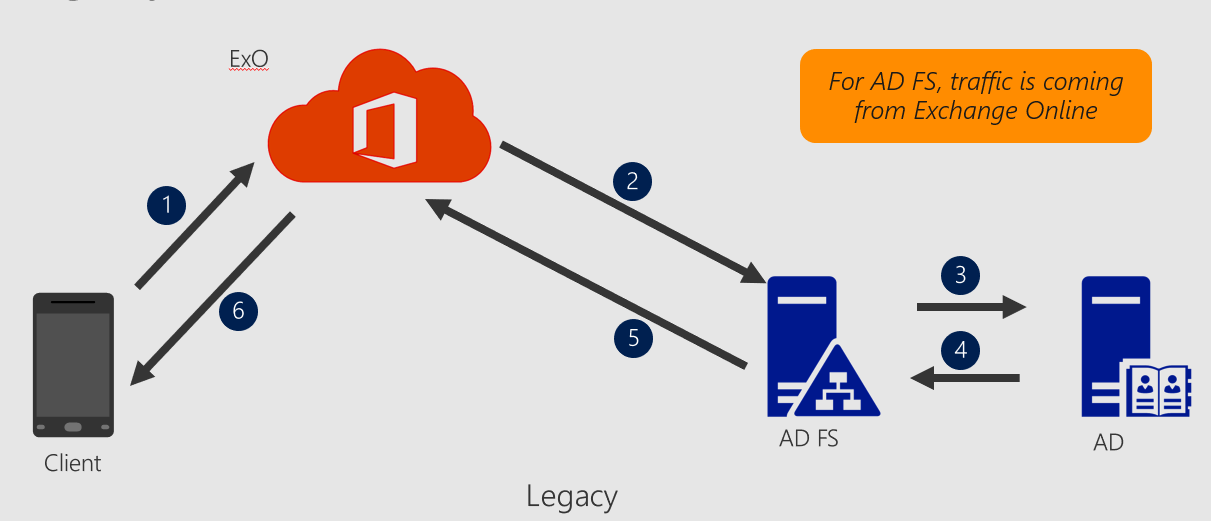 ExO
For AD FS, traffic is coming
from Exchange Online
1
2
3
4
5
6
Client
AD FS
AD
Legacy